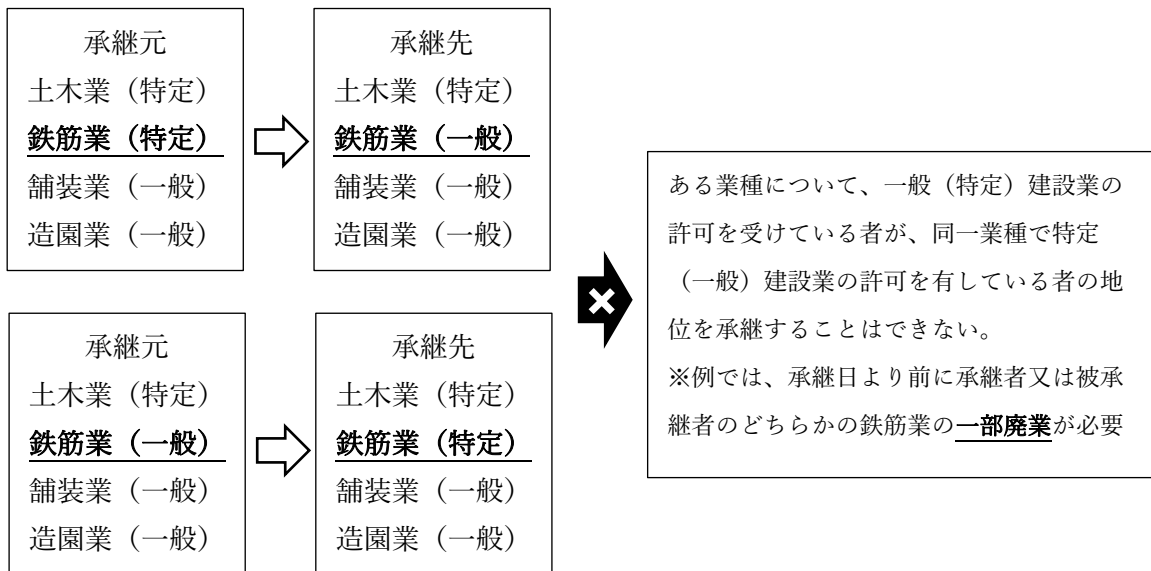 承継元
土木業（特定）
鉄筋業（特定）
舗装業（一般）
造園業（一般）
承継先
土木業（特定）
鉄筋業（一般）
舗装業（一般）
造園業（一般）
承継元
土木業（特定）
鉄筋業（一般）
舗装業（一般）
造園業（一般）
承継先
土木業（特定）
鉄筋業（特定）
舗装業（一般）
造園業（一般）
ある業種について、一般（特定）建設業の
許可を受けている者が、同一業種で特定
（一般）建設業の許可を有している者の地
位を承継することはできない。
※例では、承継日より前に承継者又は被承
継者のどちらかの鉄筋業の一部廃業が必要